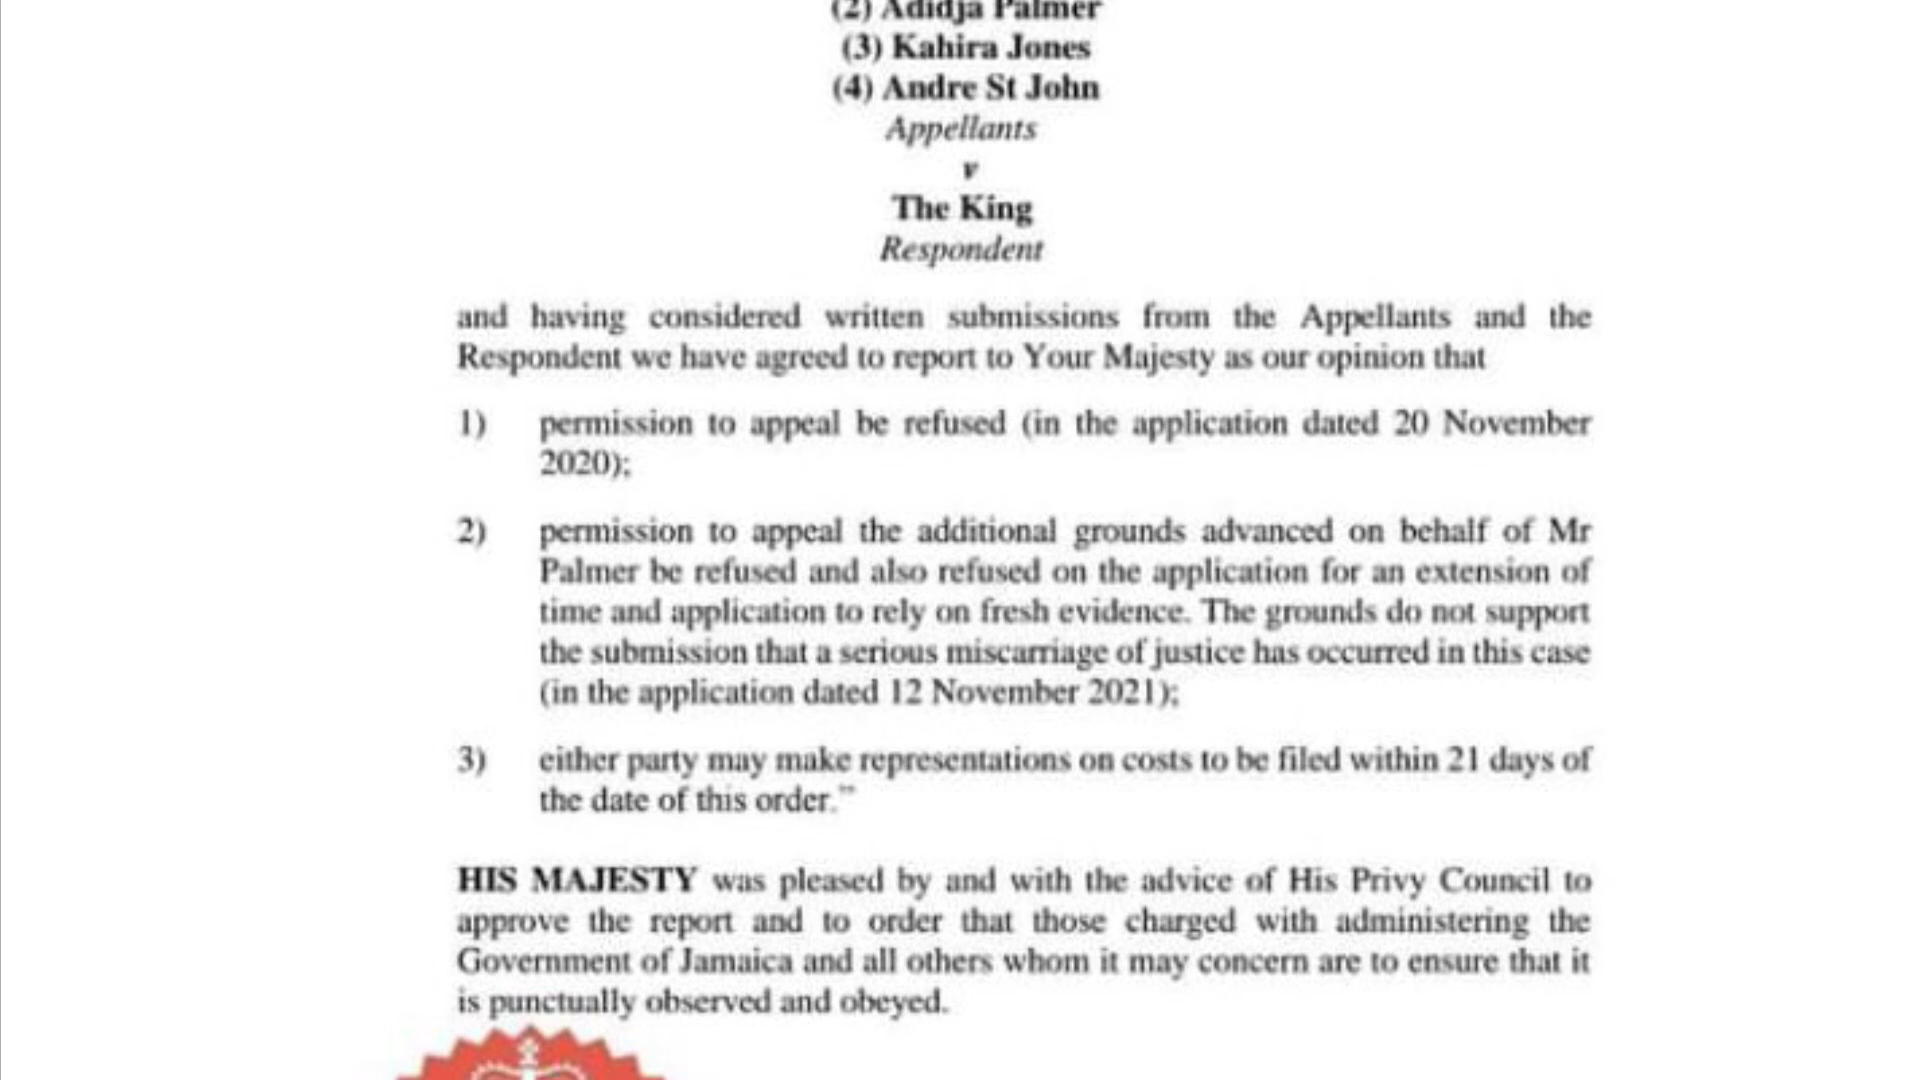 (2) Adidja Palmer
(3) Kahira Jones
(4) Andre St John
Appellants
v
The King
Respondent
and having considered written submissions from the Appellants and the
Respondent we have agreed to report to Your Majesty as our opinion that
1) permission to appeal be refused (in the application dated 20 November
2020);
2) permission to appeal the additional grounds advanced on behalf of Mr
Palmer be refused and also refused on the application for an extension of
time and application to rely on fresh evidence. The grounds do not support
the submission that a serious miscarriage of justice has occurred in this case
(in the application dated 12 November 2021);
3) either party may make representations on costs to be filed within 21 days of
the date of this order.”
HIS MAJESTY was pleased by and with the advice of His Privy Council to
approve the report and to order that those charged with administering the
Government of Jamaica and all others whom it may concern are to ensure that it
is punctually observed and obeyed.